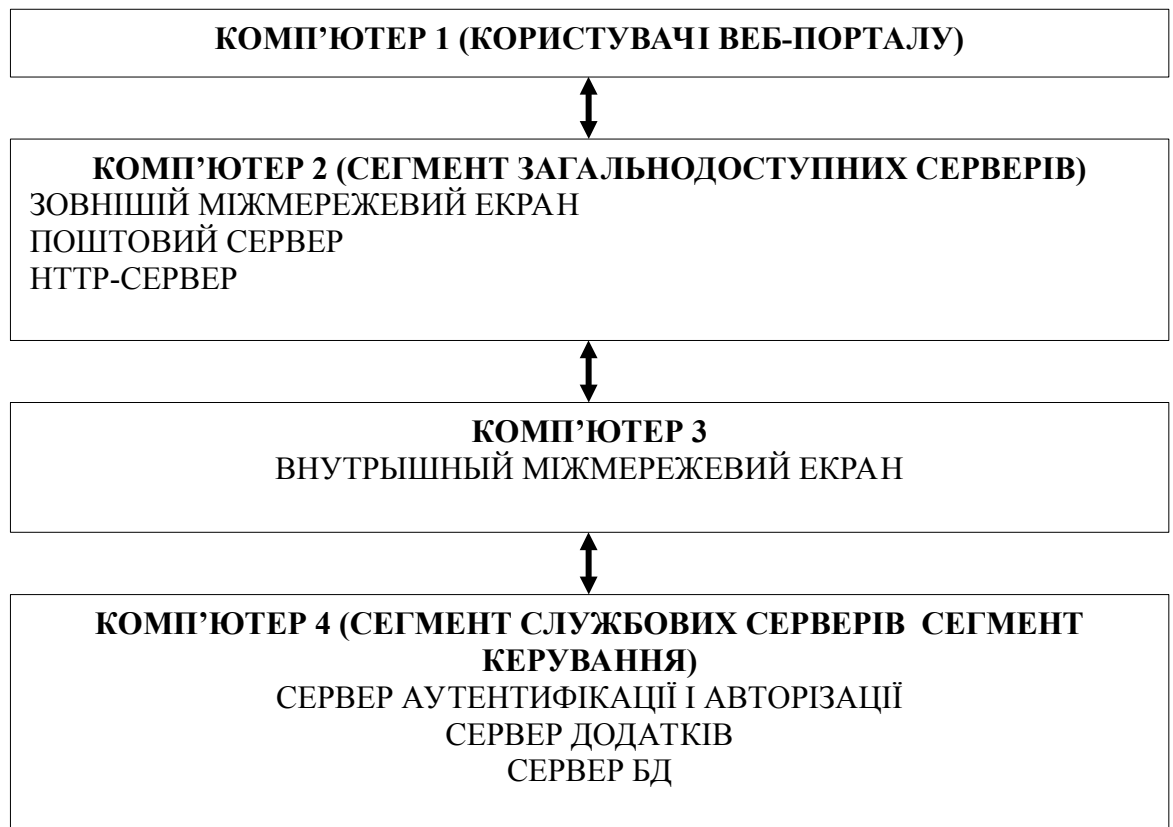 КОМП’ЮТЕР 1 (КОРИСТУВАЧІ ВЕБ-ПОРТАЛУ)
КОМП’ЮТЕР 2 (СЕГМЕНТ ЗАГАЛЬНОДОСТУПНИХ СЕРВЕРІВ)
ЗОВНІШІЙ МІЖМЕРЕЖЕВИЙ ЕКРАН
ПОШТОВИЙ СЕРВЕР
HTTP-СЕРВЕР
КОМП’ЮТЕР 3
ВНУТРЫШНЫЙ МІЖМЕРЕЖЕВИЙ ЕКРАН
КОМП’ЮТЕР 4 (СЕГМЕНТ СЛУЖБОВИХ СЕРВЕРІВ  СЕГМЕНТ
КЕРУВАННЯ)
СЕРВЕР АУТЕНТИФІКАЦІЇ І АВТОРІЗАЦІЇ
СЕРВЕР ДОДАТКІВ
СЕРВЕР БД